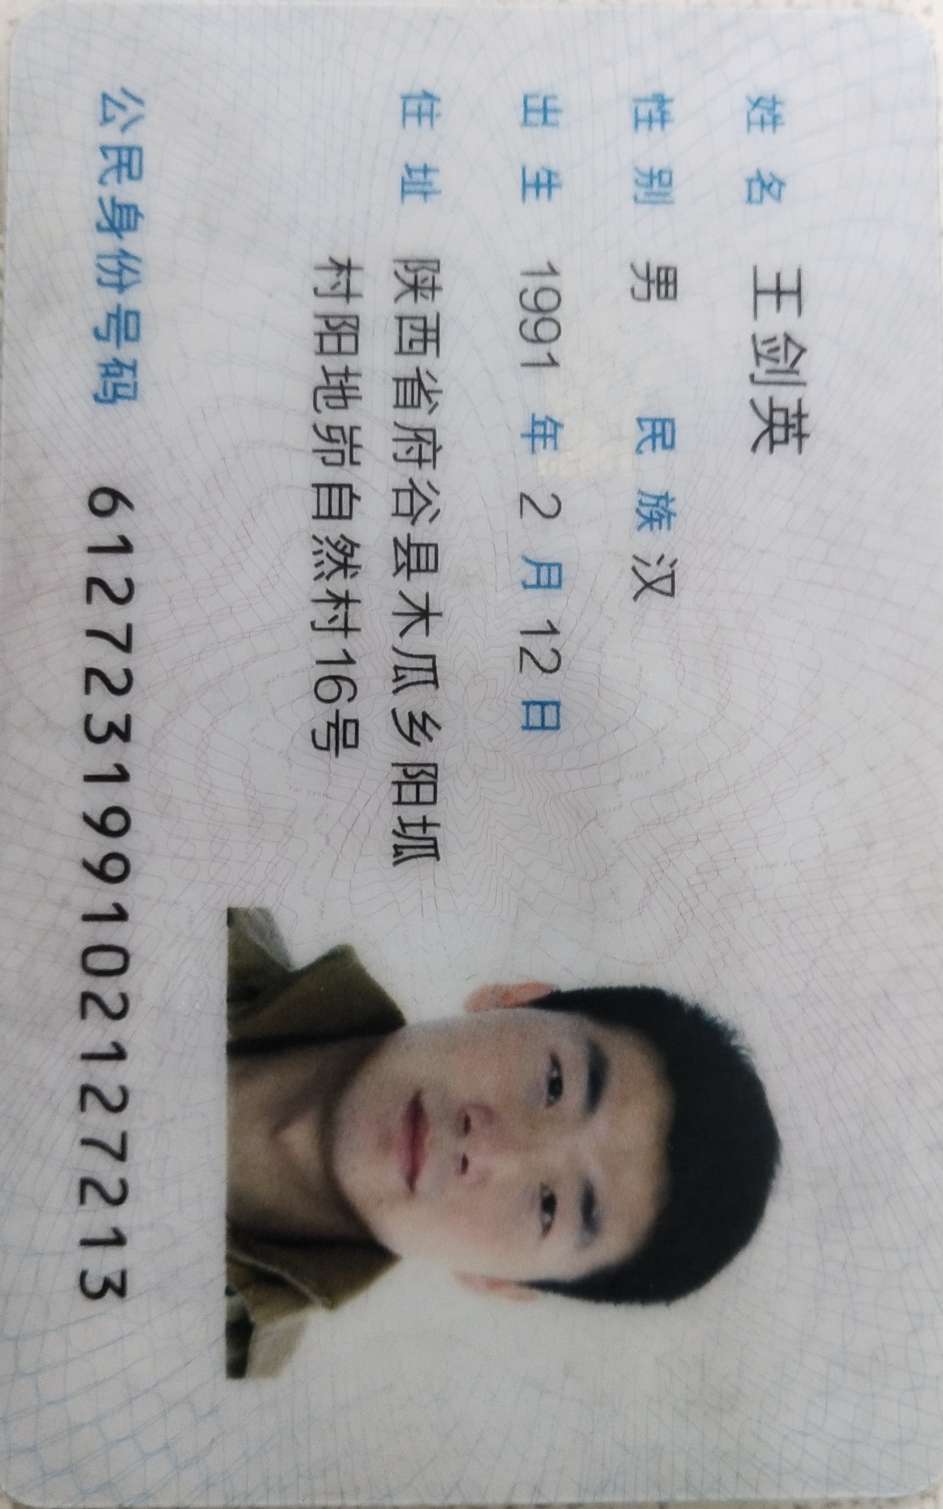 姓名 王剑英
性别 男 民族 汉
出生 1991 年 2 月 12 日
住址 陕西省府谷县木瓜乡阳坬
村阳地峁自然村16号
公民身份号码 612723199102127213